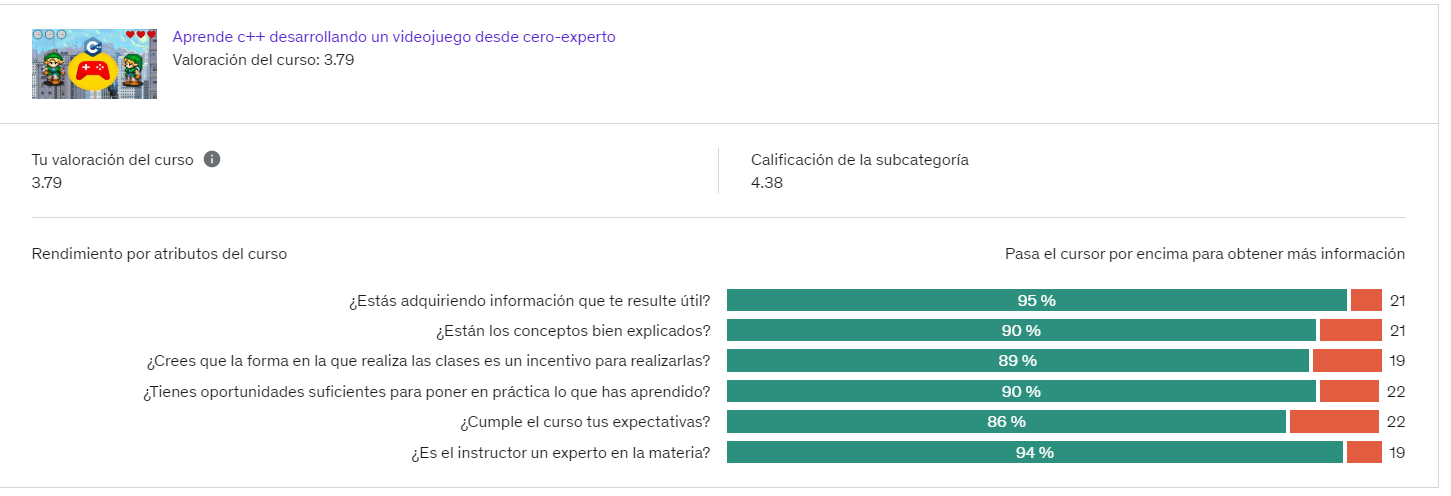 Aprende c++ desarrollando un videojuego desde cero-experto
Valoración del curso: 3.79
Tu valoración del curso
3.79
Calificación de la subcategoría
4.38
Rendimiento por atributos del curso
Pasa el cursor por encima para obtener más información
¿Estás adquiriendo información que te resulte útil? 95 % 21
¿Están los conceptos bien explicados? 90 % 21
¿Crees que la forma en la que realiza las clases es un incentivo para realizarlas? 89 % 19
¿Tienes oportunidades suficientes para poner en práctica lo que has aprendido? 90 % 22
¿Cumple el curso tus expectativas? 86 % 22
¿Es el instructor un experto en la materia? 94 % 19